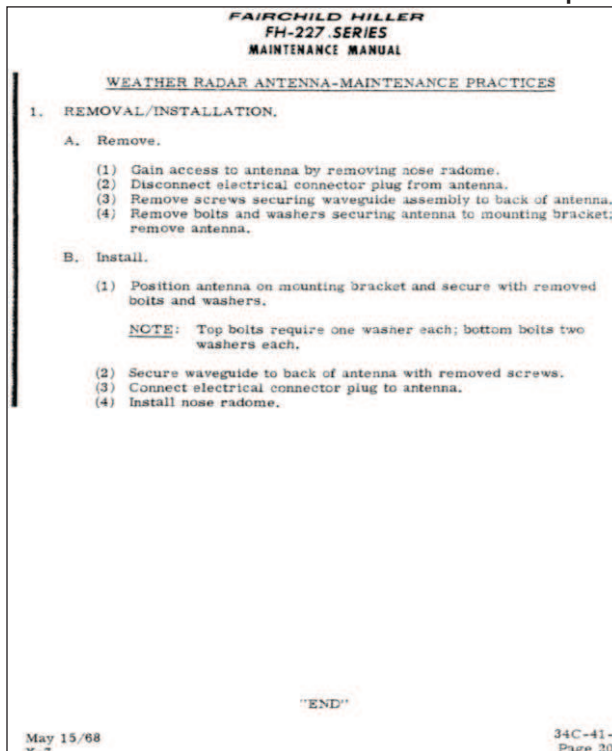 FAIRCHILD HILLER
FH-227 SERIES
MAINTENANCE MANUAL
WEATHER RADAR ANTENNA-MAINTENANCE PRACTICES
1. REMOVAL/INSTALLATION.
A. Remove.
(1) Gain access to antenna by removing nose radome.
(2) Disconnect electrical connector plug from antenna.
(3) Remove screws securing waveguide assembly to back of antenna.
(4) Remove bolts and washers securing antenna to mounting bracket;
remove antenna.
B. Install.
(1) Position antenna on mounting bracket and secure with removed
bolts and washers.
NOTE: Top bolts require one washer each; bottom bolts two
washers each.
(2) Secure waveguide to back of antenna with removed screws.
(3) Connect electrical connector plug to antenna.
(4) Install nose radome.
"END"
May 15/68
34C-41-
Page 20